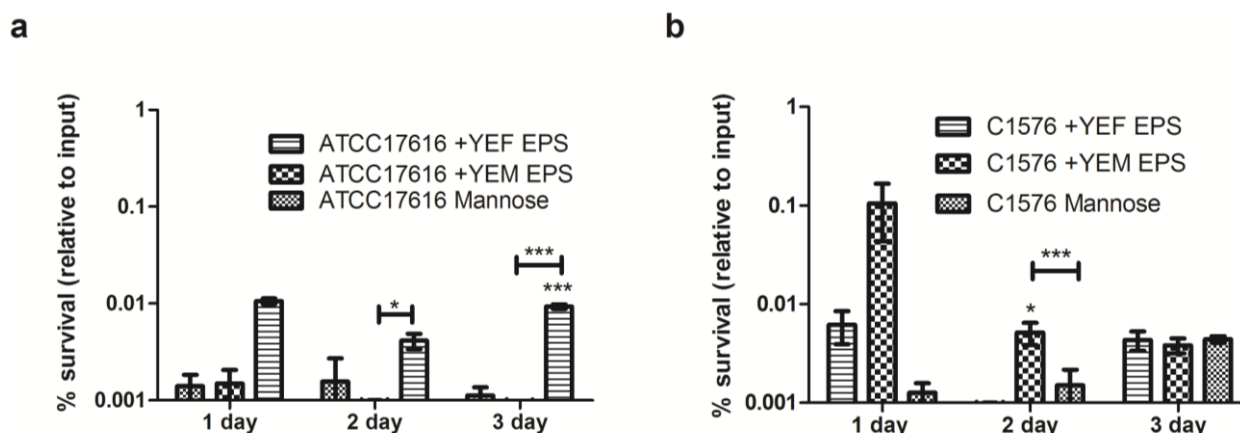 a
% survival (relative to input)
1
0.1
0.01
0.001
ATCC17616 +YEF EPS
ATCC17616 +YEM EPS
ATCC17616 Mannose
*
***
***
1 day 2 day 3 day
b
% survival (relative to input)
1
0.1
0.01
0.001
C1576 +YEF EPS
C1576 +YEM EPS
C1576 Mannose
***
*
1 day 2 day 3 day